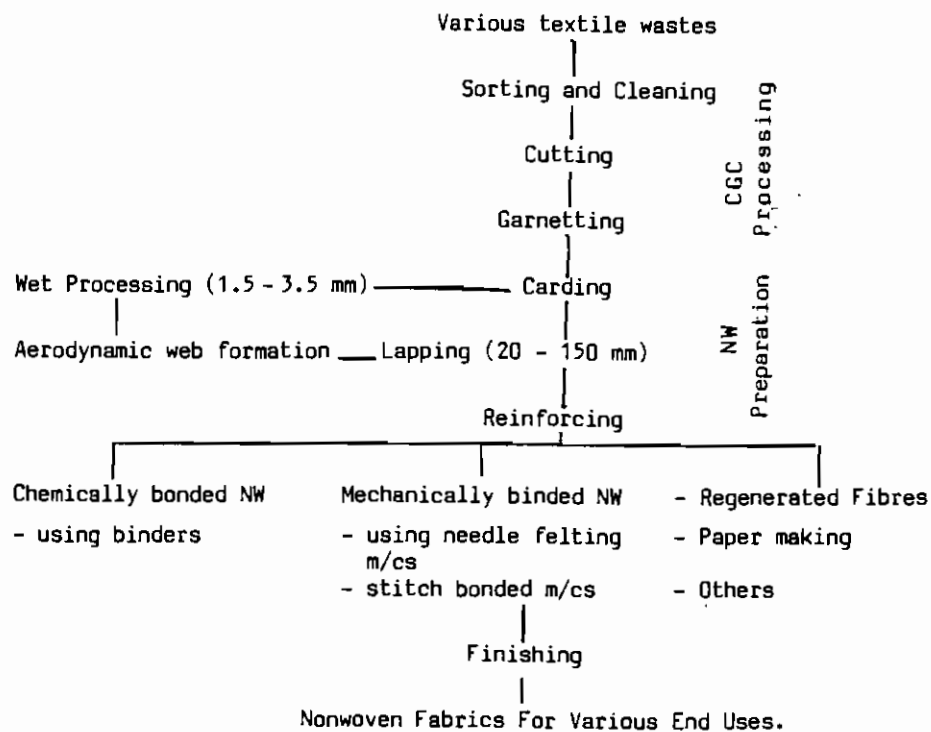 Various textile wastes
Sorting and Cleaning
Cutting
Garnetting
CGC
Processing
Wet Processing (1.5 - 3.5 mm)
Carding
Aerodynamic web formation
Lapping (20 - 150 mm)
NW
Preparation
Reinforcing
Chemically bonded NW
- using binders
Mechanically binded NW
- using needle felting
m/cs
- stitch bonded m/cs
- Regenerated Fibres
- Paper making
- Others
Finishing
Nonwoven Fabrics For Various End Uses.